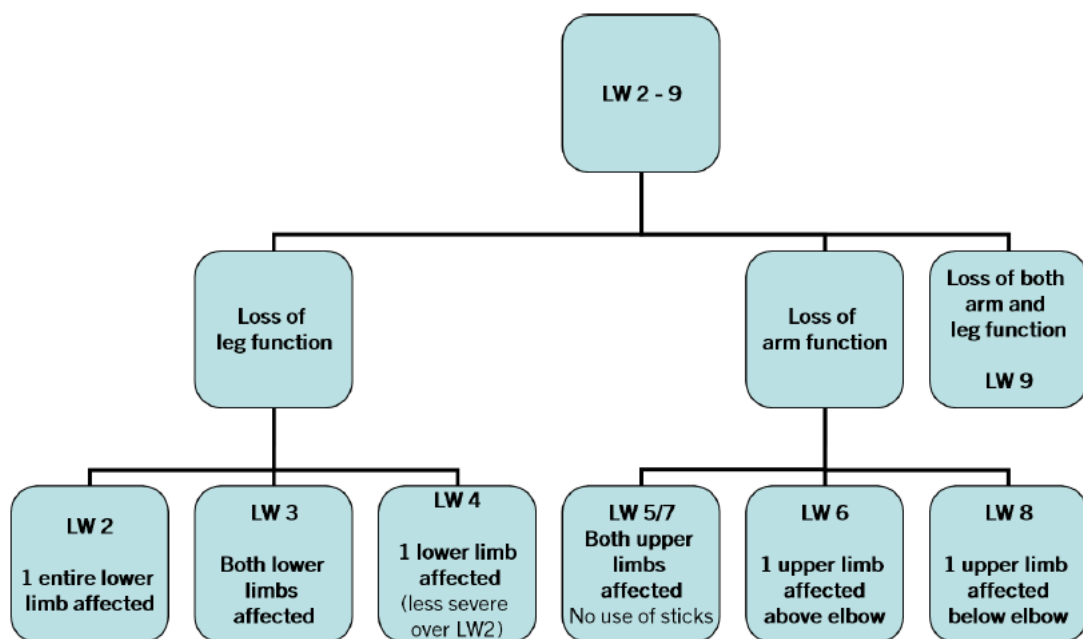 LW 2 - 9
Loss of
leg function
Loss of
arm function
Loss of both
arm and
leg function
LW 9
LW 2
1 entire lower
limb affected
LW 3
Both lower
limbs
affected
LW 4
1 lower limb
affected
(less severe
over LW2)
LW 5/7
Both upper
limbs
affected
No use of sticks
LW 6
1 upper limb
affected
above elbow
LW 8
1 upper limb
affected
below elbow